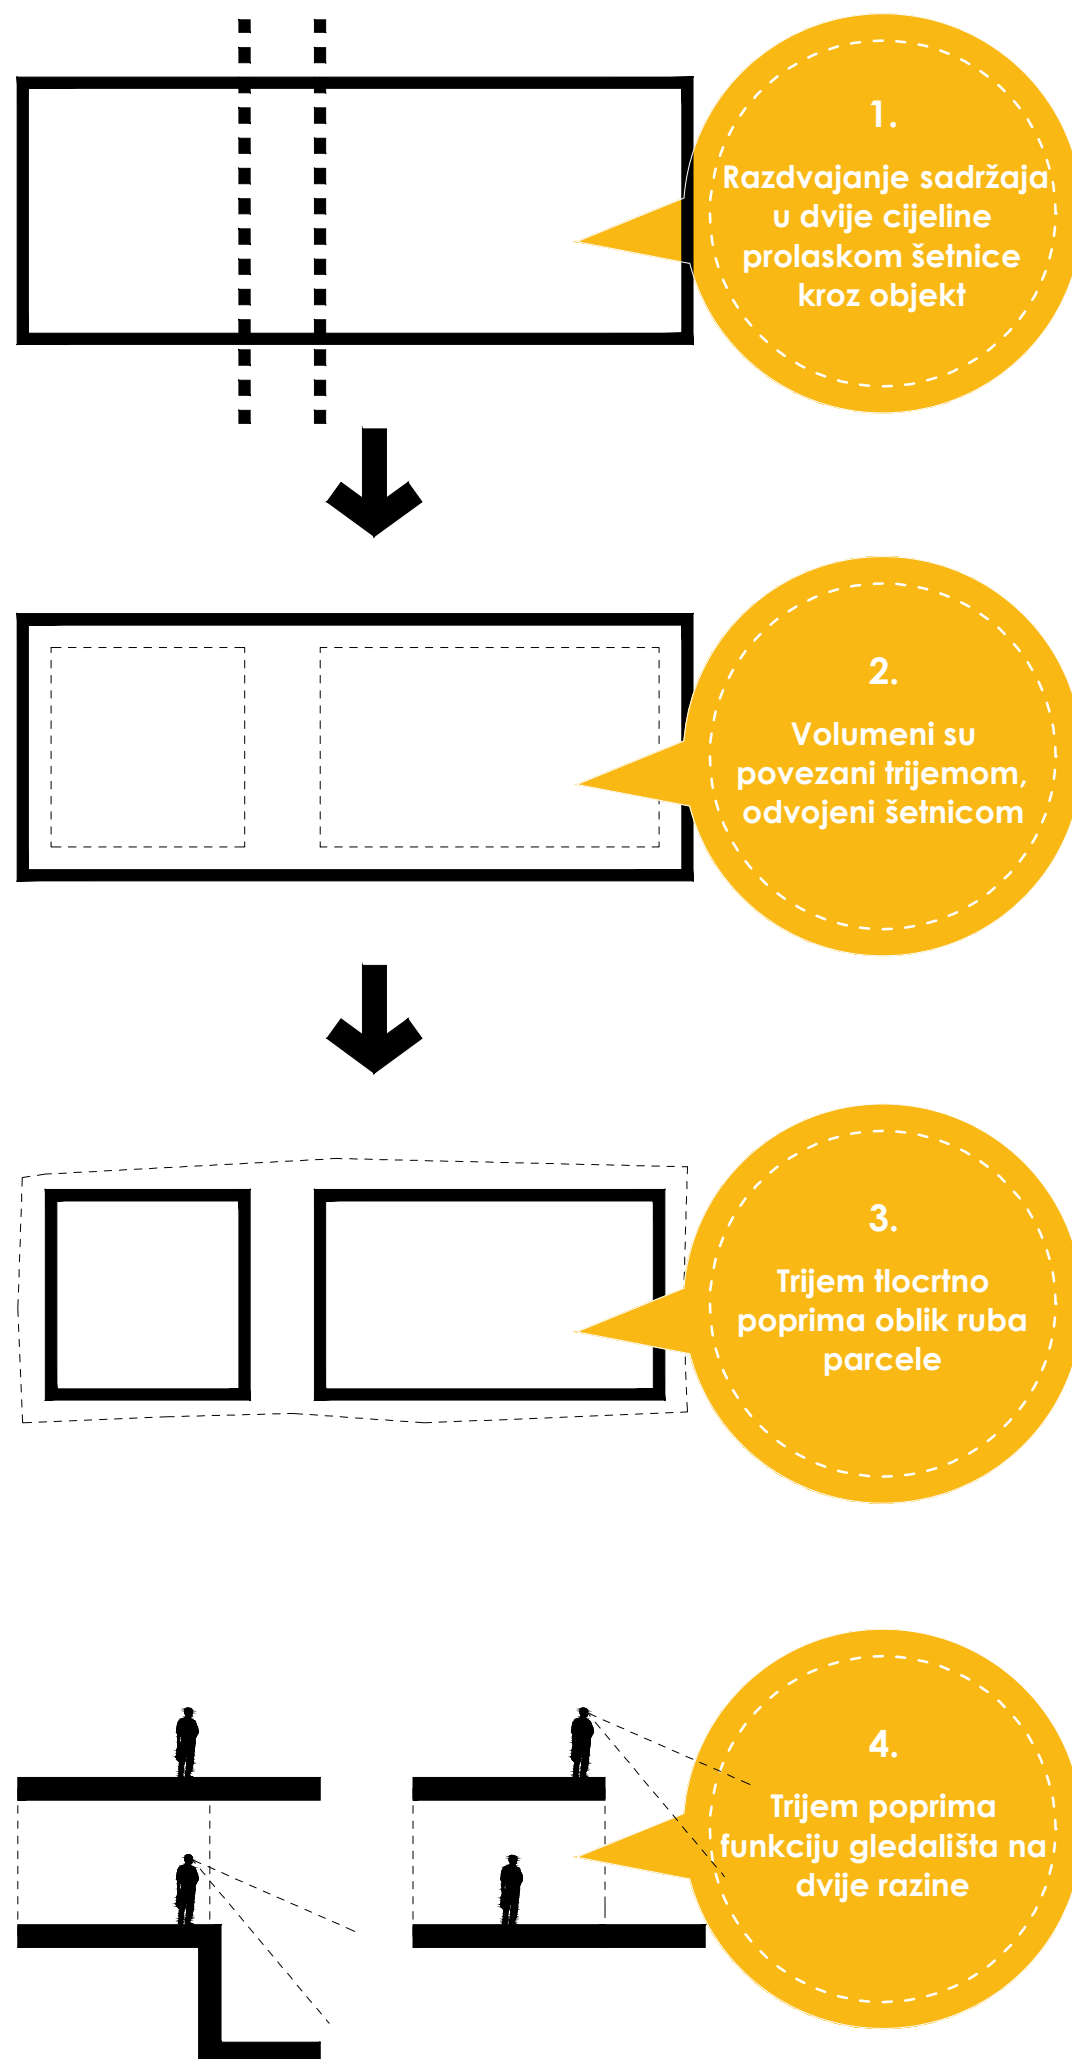 1.
Razdvajanje sadržaja
u dvije cijeline
prolaskom šetnice
kroz objekt
2.
Volumeni su
povezani trijemom,
odvojeni šetnicom
3.
Trijem tlocrtno
poprima oblik ruba
parcele
4.
Trijem poprima
funkciju gledališta na
dvije razine